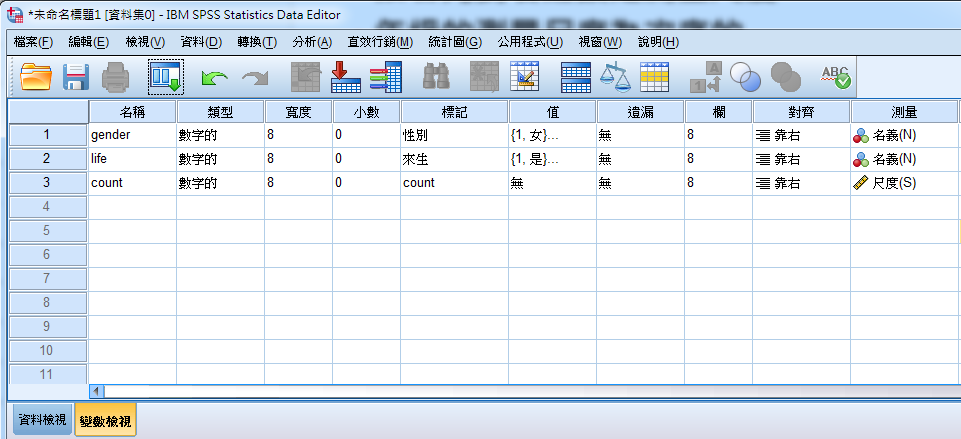 *未命名標題1 [資料集0] - IBM SPSS Statistics Data Editor
檔案(F) 編輯(E) 檢視(V) 資料(D) 轉換(T) 分析(A) 直效行銷(M) 統計圖(G) 公用程式(U) 視窗(W) 說明(H)
名稱 類型 寬度 小數 標記 值 遺漏 欄 對齊 測量
1 gender 數字的 8 0 性別 {1, 女}... 無 8 靠右 名義(N)
2 life 數字的 8 0 來生 {1, 是}... 無 8 靠右 名義(N)
3 count 數字的 8 0 count 無 無 8 靠右 尺度(S)
4
5
6
7
8
9
10
11
資料檢視 變數檢視